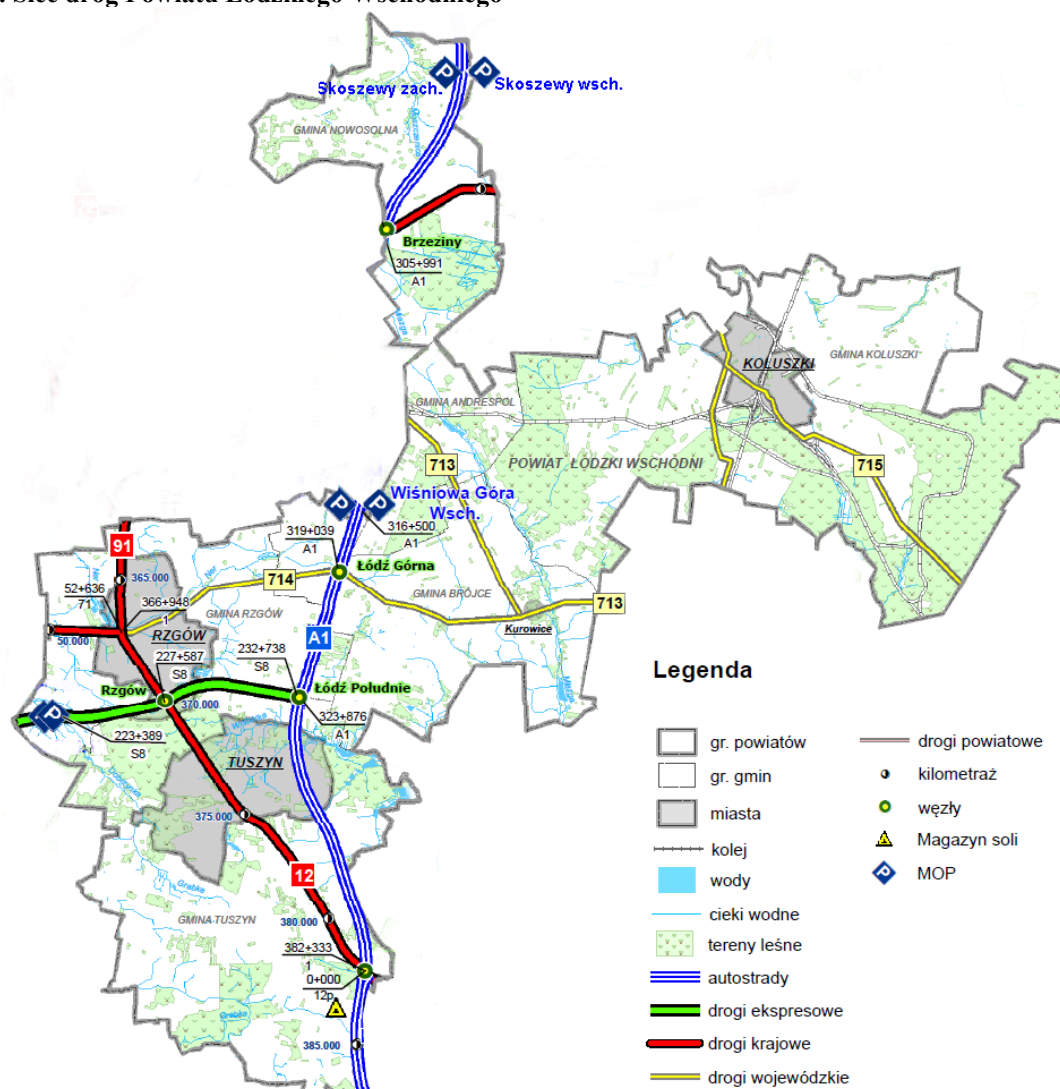 . Sieć dróg Powiatu Łódzkiego Wschodniego
Skoszewy zach.
Skoszewy wsch.
GMINA NOWOSOLNA
Brzeziny
305+991
A1
GMINA KOLUSZKI
KOLUSZKI
GMINA ANDRESPOL
713
POWIAT ŁÓDZKI WSCHODNI
715
Wiśniowa Góra
Wsch.
319+039
A1
316+500
A1
91
Łódź Górna
365.000
714
52+636
71
366+948
1
Ner
Ner
GMINA RZGÓW
GMINA BRÓJCE
713
50.000
RZGÓW
A1
Kurowice
227+587
S8
232+738
S8
Rzgów
370.000
Łódź Południe
323+876
A1
223+389
S8
TUSZYN
375.000
12
Grabka
GMINA TUSZYN
380.000
382+333
1
0+000
12p
Grabka
385.000
Legenda
gr. powiatów
gr. gmin
miasta
kolej
wody
cieki wodne
tereny leśne
autostrady
drogi ekspresowe
drogi krajowe
drogi wojewódzkie
drogi powiatowe
kilometraż
węzły
Magazyn soli
MOP